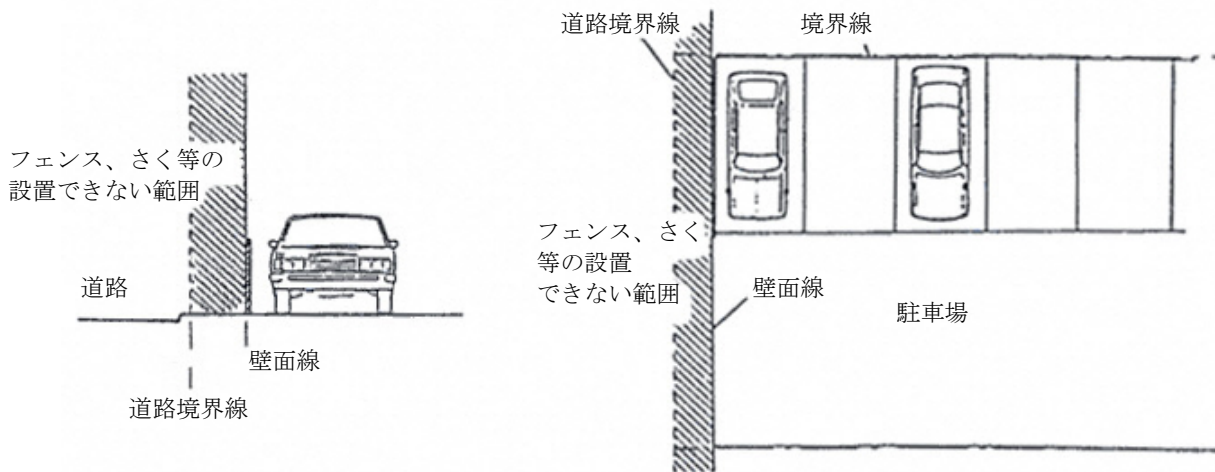 フェンス、さく等の
設置できない範囲
道路
壁面線
道路境界線
道路境界線
境界線
フェンス、さく
等の設置
できない範囲
壁面線
駐車場